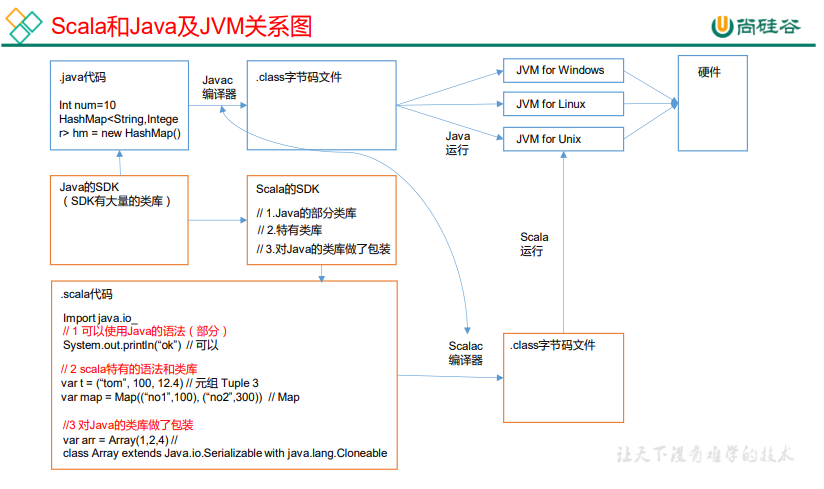 Scala和Java及JVM关系图
尚硅谷
.java代码
Int num=10
HashMap<String,Intege
r> hm = new HashMap()
Javac
编译器
.class字节码文件
JVM for Windows
JVM for Linux
JVM for Unix
硬件
Java
运行
Java的SDK
（SDK有大量的类库）
Scala的SDK
// 1.Java的部分类库
// 2.特有类库
// 3.对Java的类库做了包装
Scala
运行
.scala代码
Import java.io_
// 1 可以使用Java的语法（部分）
System.out.println(“ok”) // 可以
// 2 scala特有的语法和类库
var t = (“tom”, 100, 12.4) // 元组 Tuple 3
var map = Map((“no1”,100), (“no2”,300)) // Map
//3 对Java的类库做了包装
var arr = Array(1,2,4) //
class Array extends Java.io.Serializable with java.lang.Cloneable
Scalac
编译器
.class字节码文件
让天下没有难学的技术